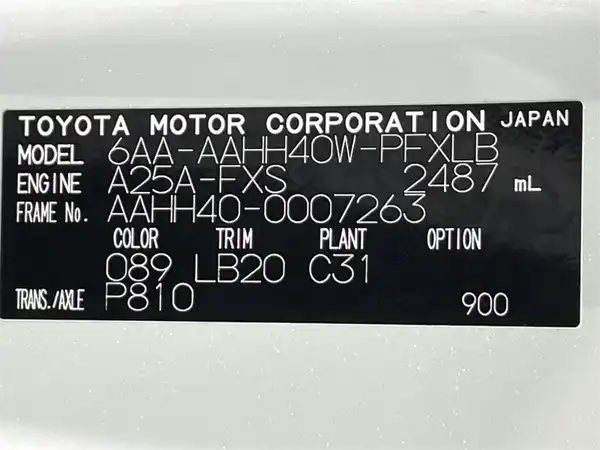 TOYOTA MOTOR CORPORATION JAPAN
MODEL 6AA-AAHH40W-PFXLB
ENGINE A25A-FXS 2487 mL
FRAME No. AAHH40-0007263
COLOR TRIM PLANT OPTION
089 LB20 C31
TRANS./AXLE P810 900